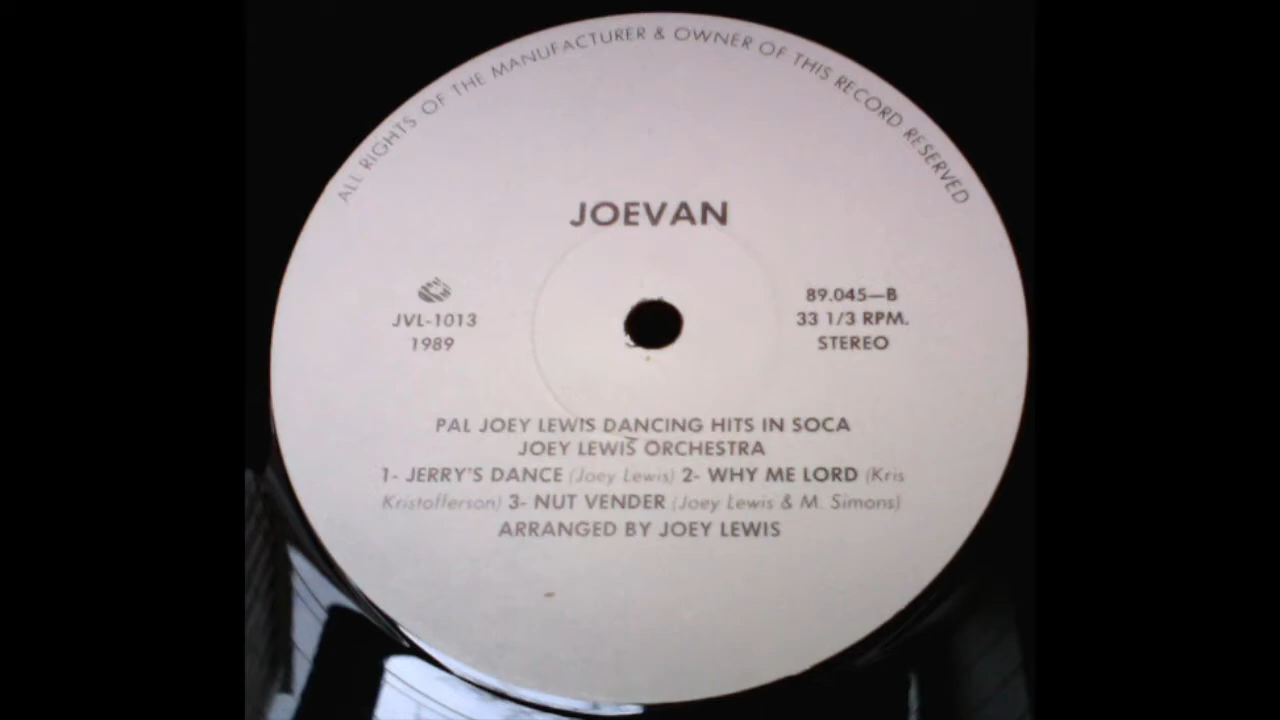 ALL RIGHTS OF THE MANUFACTURER & OWNER OF THIS RECORD RESERVED
JOEVAN
JVL-1013
1989
89.045—B
33 1/3 RPM.
STEREO
PAL JOEY LEWIS DANCING HITS IN SOCA
JOEY LEWIS ORCHESTRA
1- JERRY'S DANCE (Joey Lewis) 2- WHY ME LORD (Kris
Kristofferson) 3- NUT VENDER (Joey Lewis & M. Simons)
ARRANGED BY JOEY LEWIS